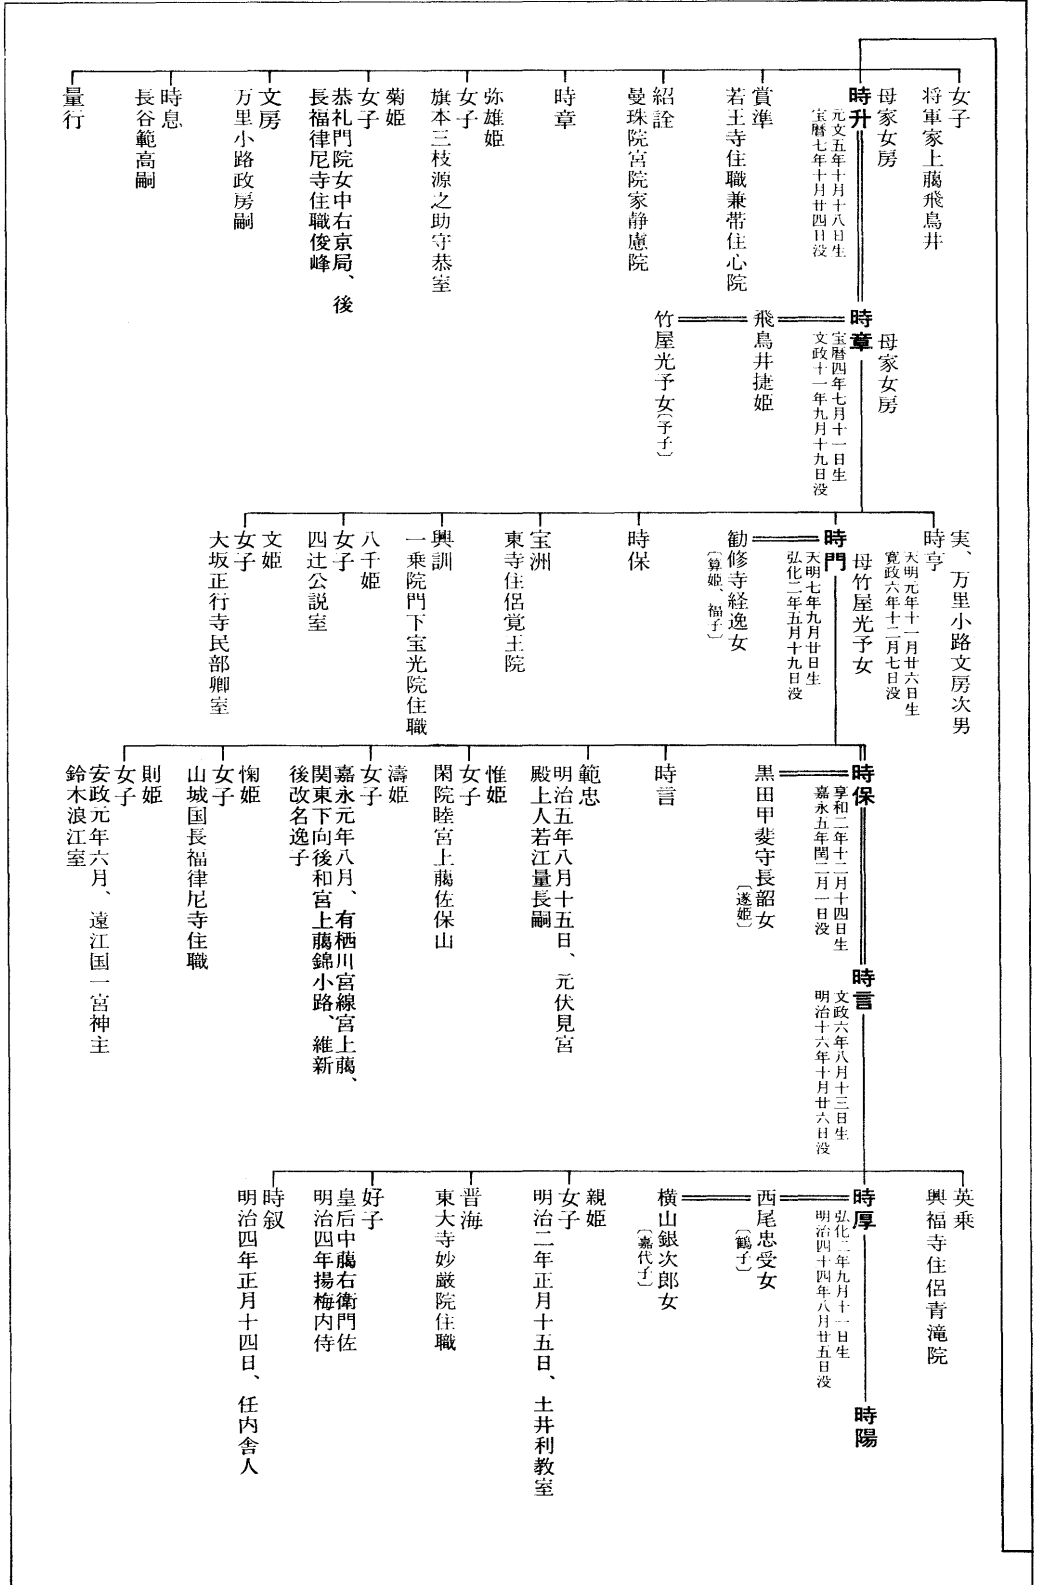 女子
将軍家上﨟飛鳥井
母家女房
時升
元文五年十月十八日生
宝暦七年十月廿四日没
賞準
若王寺住職兼帯住心院
紹詮
曼珠院宮院家静慮院
時章
弥雄姫
女子
旗本三枝源之助守恭室
菊姫
女子
恭礼門院女中右京局、後
長福律尼寺住職俊峰
文房
万里小路政房嗣
時息
長谷範高嗣
量行
母家女房
時章
宝暦四年七月十一日生
文政十一年九月十九日没
飛鳥井捷姫
竹屋光予女〔予子〕
実、万里小路文房次男
時亨
天明元年十一月廿六日生
寛政六年十二月七日没
母竹屋光予女
時門
天明七年九月廿日生
弘化二年五月十九日没
勧修寺経逸女
〔算姫、福子〕
時保
宝洲
東寺住侶覚王院
興訓
一乗院門下宝光院住職
八千姫
女子
四辻公説室
文姫
女子
大坂正行寺民部卿室
時保
享和二年十二月十四日生
嘉永五年閏二月一日没
黒田甲斐守長韶女
〔遂姫〕
時言
範忠
明治五年八月十五日、元伏見宮
殿上人若江量長嗣
惟姫
女子
閑院睦宮上﨟佐保山
濤姫
女子
嘉永元年八月、有栖川宮線宮上﨟、
関東下向後和宮上﨟錦小路、維新
後改名逸子
悔姫
女子
山城国長福律尼寺住職
則姫
女子
安政元年六月、遠江国一宮神主
鈴木浪江室
時言
文政六年八月十三日生
明治十六年十月廿六日没
英乗
興福寺住侶青滝院
時厚
弘化二年九月十一日生
明治四十四年八月廿五日没
西尾忠受女
〔鶴子〕
横山銀次郎女
〔嘉代子〕
親姫
女子
明治二年正月十五日、土井利教室
晋海
東大寺妙厳院住職
好子
皇后中﨟右衛門佐
明治四年揚梅内侍
時叙
明治四年正月十四日、任内舎人
時陽